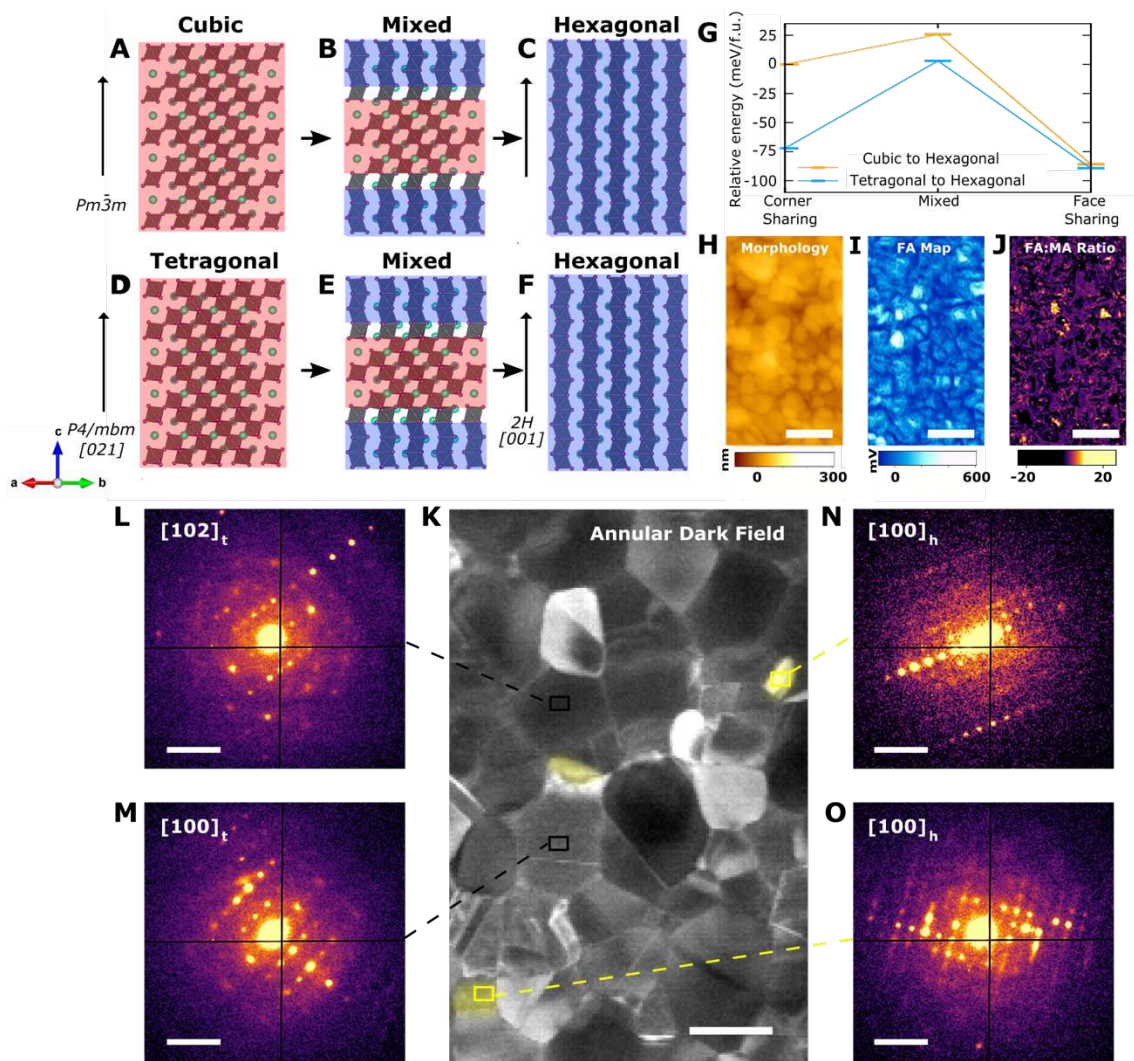 Cubic
Mixed
Hexagonal
A
B
C
Pm3̄m
Tetragonal
Mixed
Hexagonal
D
E
F
P4/mbm
[021]
2H
[001]
c
a
b
G
Relative energy (meV/f.u.)
25
0
-25
-50
-75
-100
Cubic to Hexagonal
Tetragonal to Hexagonal
Corner
Sharing
Mixed
Face
Sharing
H
Morphology
I
FA Map
J
FA:MA Ratio
nm
0
300
mV
0
600
-20
20
L
[102]t
K
Annular Dark Field
N
[100]h
M
[100]t
O
[100]h